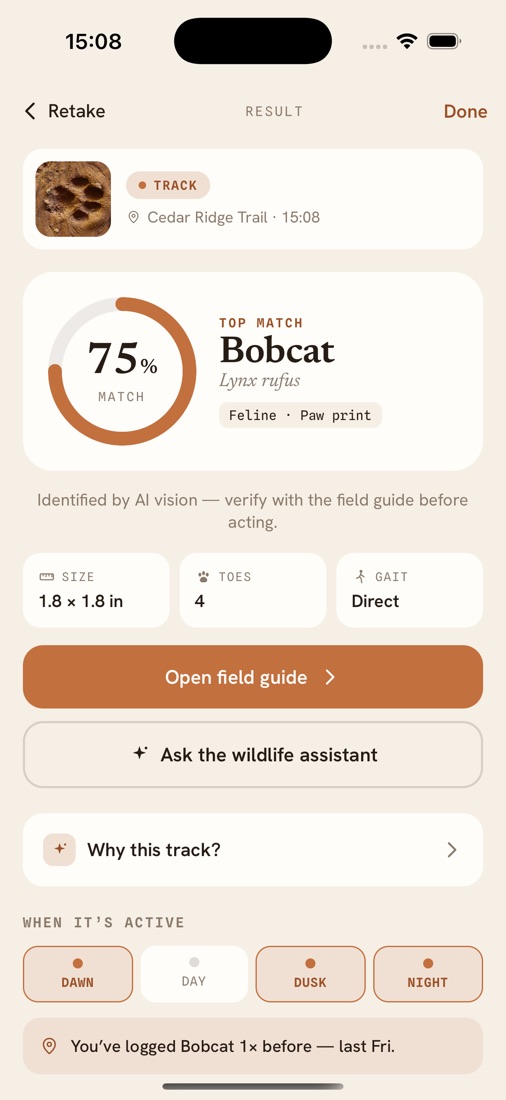 15:08
Retake
RESULT
Done
TRACK
Cedar Ridge Trail · 15:08
75%
MATCH
TOP MATCH
Bobcat
Lynx rufus
Feline · Paw print
Identified by AI vision — verify with the field guide before
acting.
SIZE
1.8 × 1.8 in
TOES
4
GAIT
Direct
Open field guide
Ask the wildlife assistant
Why this track?
WHEN IT’S ACTIVE
DAWN
DAY
DUSK
NIGHT
You’ve logged Bobcat 1× before — last Fri.